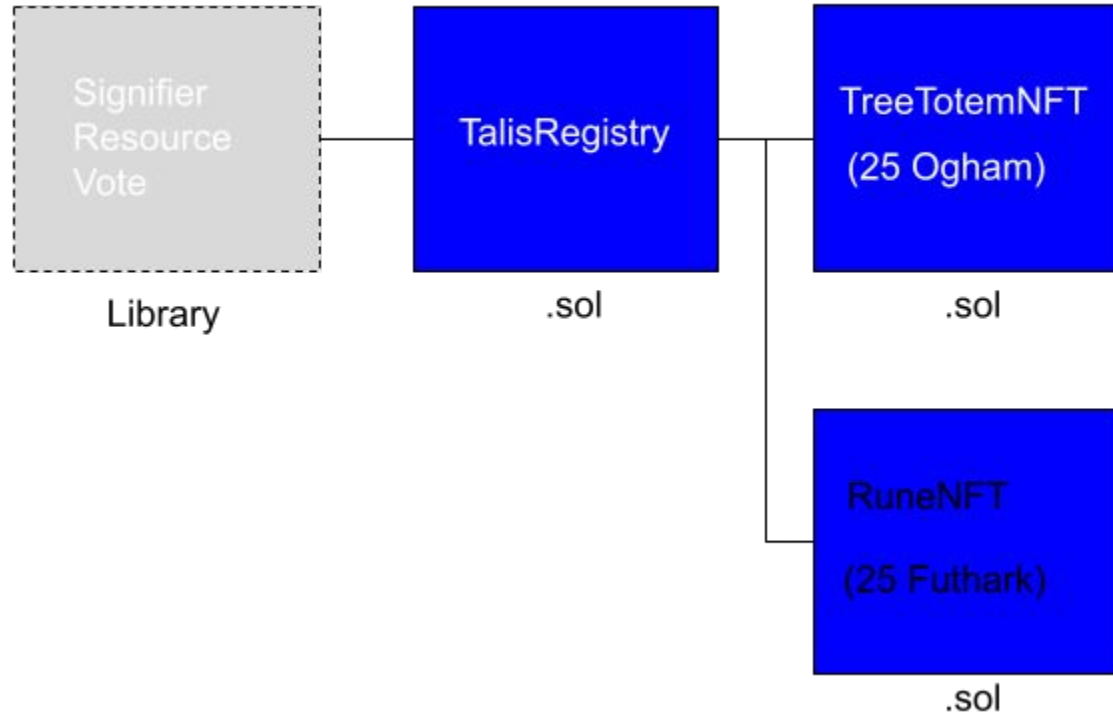 Signifier
Resource
Vote
Library
TalisRegistry
.sol
TreeTotemNFT
(25 Ogham)
.sol
RuneNFT
(25 Futhark)
.sol